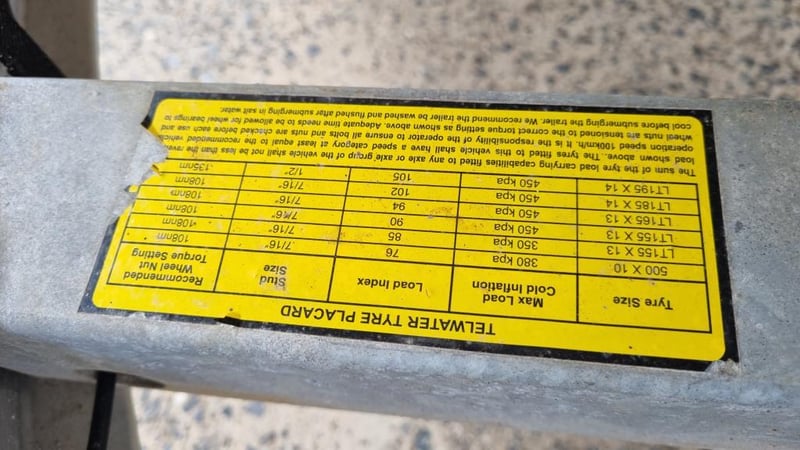 TELWATER TYRE PLACARD
Tyre Size Max Load Cold Inflation Load Index Stud Size Recommended Wheel Nut Torque Setting
500 X 10 380 kpa 76 7/16" 108nm
LT155 X 13 350 kpa 85 7/16" 108nm
LT155 X 13 450 kpa 90 7/16" 108nm
LT165 X 13 450 kpa 94 7/16" 108nm
LT185 X 14 450 kpa 102 7/16" 108nm
LT195 X 14 450 kpa 105 1/2" 135nm
The sum of the tyre load carrying capabilities fitted to any axle or axle group of the vehicle shall not be less than the
load shown above. The tyres fitted to this vehicle shall have a speed category at least equal to the recommended vehicle
operation speed 100km/h. It is the responsibility of the operator to ensure all bolts and nuts are checked before each use and
wheel nuts are tensioned to the correct torque setting as shown above. Adequate time needs to be allowed for wheel bearings to
cool before submerging the trailer. We recommend the trailer be washed and flushed after submerging in salt water.